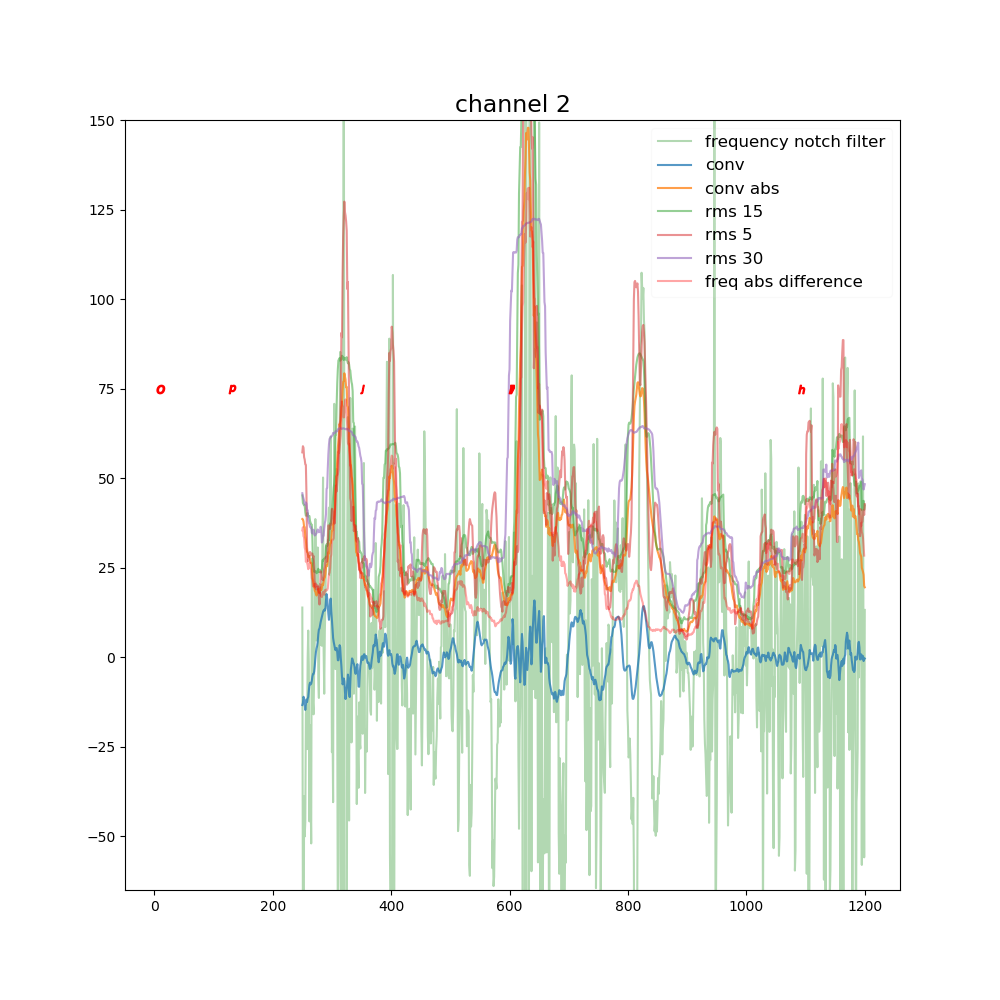 channel 2
150
125
100
75
50
25
0
−25
−50
frequency notch filter
conv
conv abs
rms 15
rms 5
rms 30
freq abs difference
o p l h
0 200 400 600 800 1000 1200